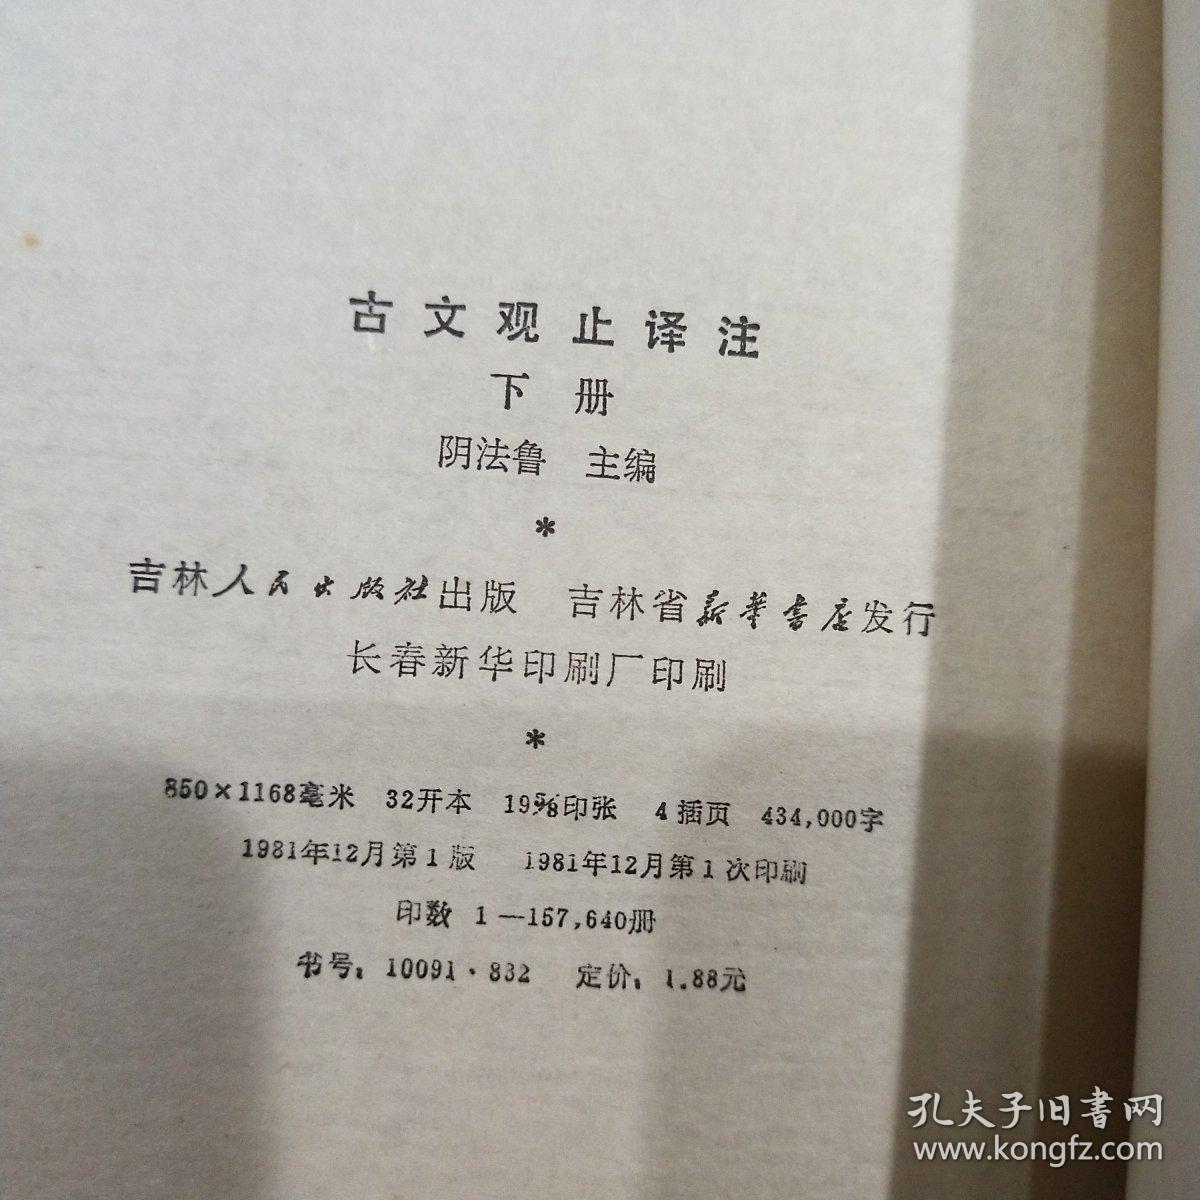 古文观止译注
下册
阴法鲁 主编
*
吉林人民出版社出版 吉林省新华书店发行
长春新华印刷厂印刷
*
850×1168毫米 32开本 19 5/8印张 4插页 434,000字
1981年12月第1版 1981年12月第1次印刷
印数 1—157,640册
书号:10091·832 定价:1.88元
孔夫子旧书网
www.kongfz.com